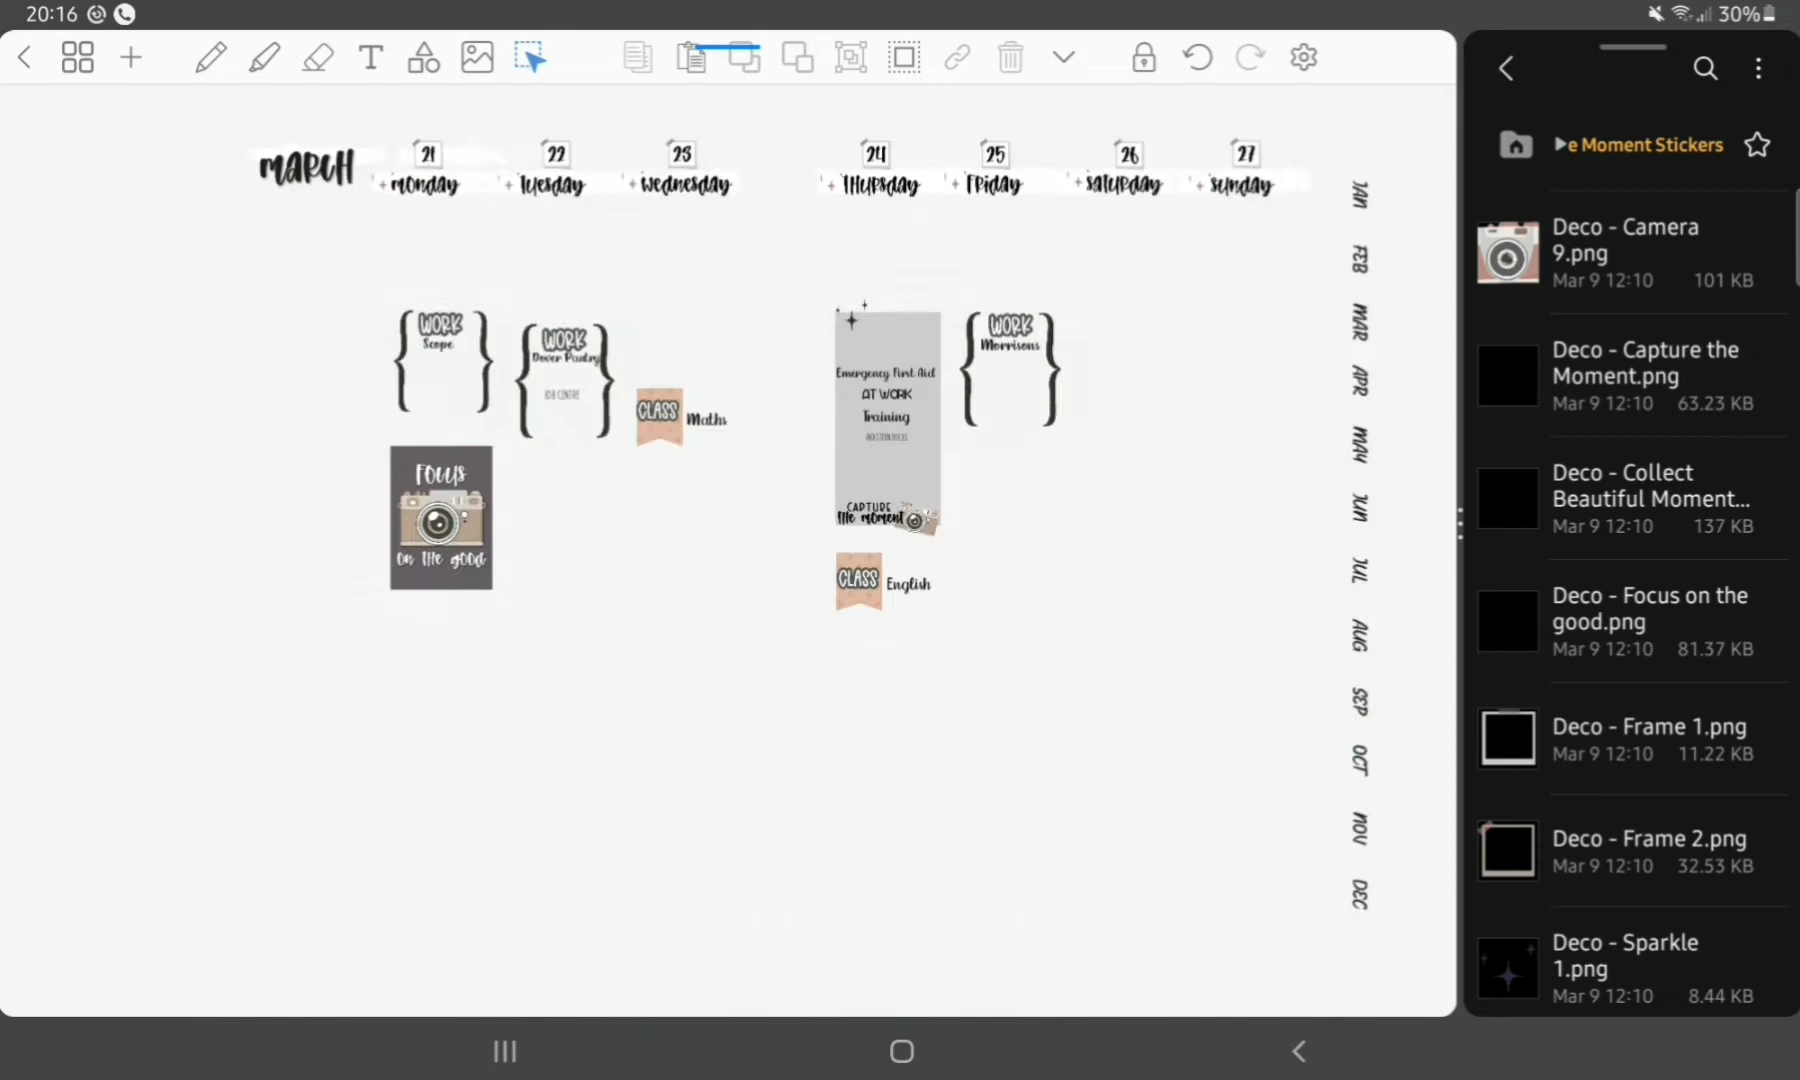 20:16
30%
MARCH
21
22
23
24
25
26
27
Monday
Tuesday
Wednesday
Thursday
Friday
Saturday
Sunday
JAN
FEB
MAR
APR
MAY
JUN
JUL
AUG
SEP
OCT
NOV
DEC
WORK
Scope
WORK
Dover Pantry
JOB CENTRE
CLASS
Maths
Emergency First Aid
AT WORK
Training
CAPTURE
the moment
WORK
Morrisons
FOCUS
on the good
CLASS
English
e Moment Stickers
Deco - Camera
9.png
Mar 9 12:10 101 KB
Deco - Capture the
Moment.png
Mar 9 12:10 63.23 KB
Deco - Collect
Beautiful Moment...
Mar 9 12:10 137 KB
Deco - Focus on the
good.png
Mar 9 12:10 81.37 KB
Deco - Frame 1.png
Mar 9 12:10 11.22 KB
Deco - Frame 2.png
Mar 9 12:10 32.53 KB
Deco - Sparkle
1.png
Mar 9 12:10 8.44 KB